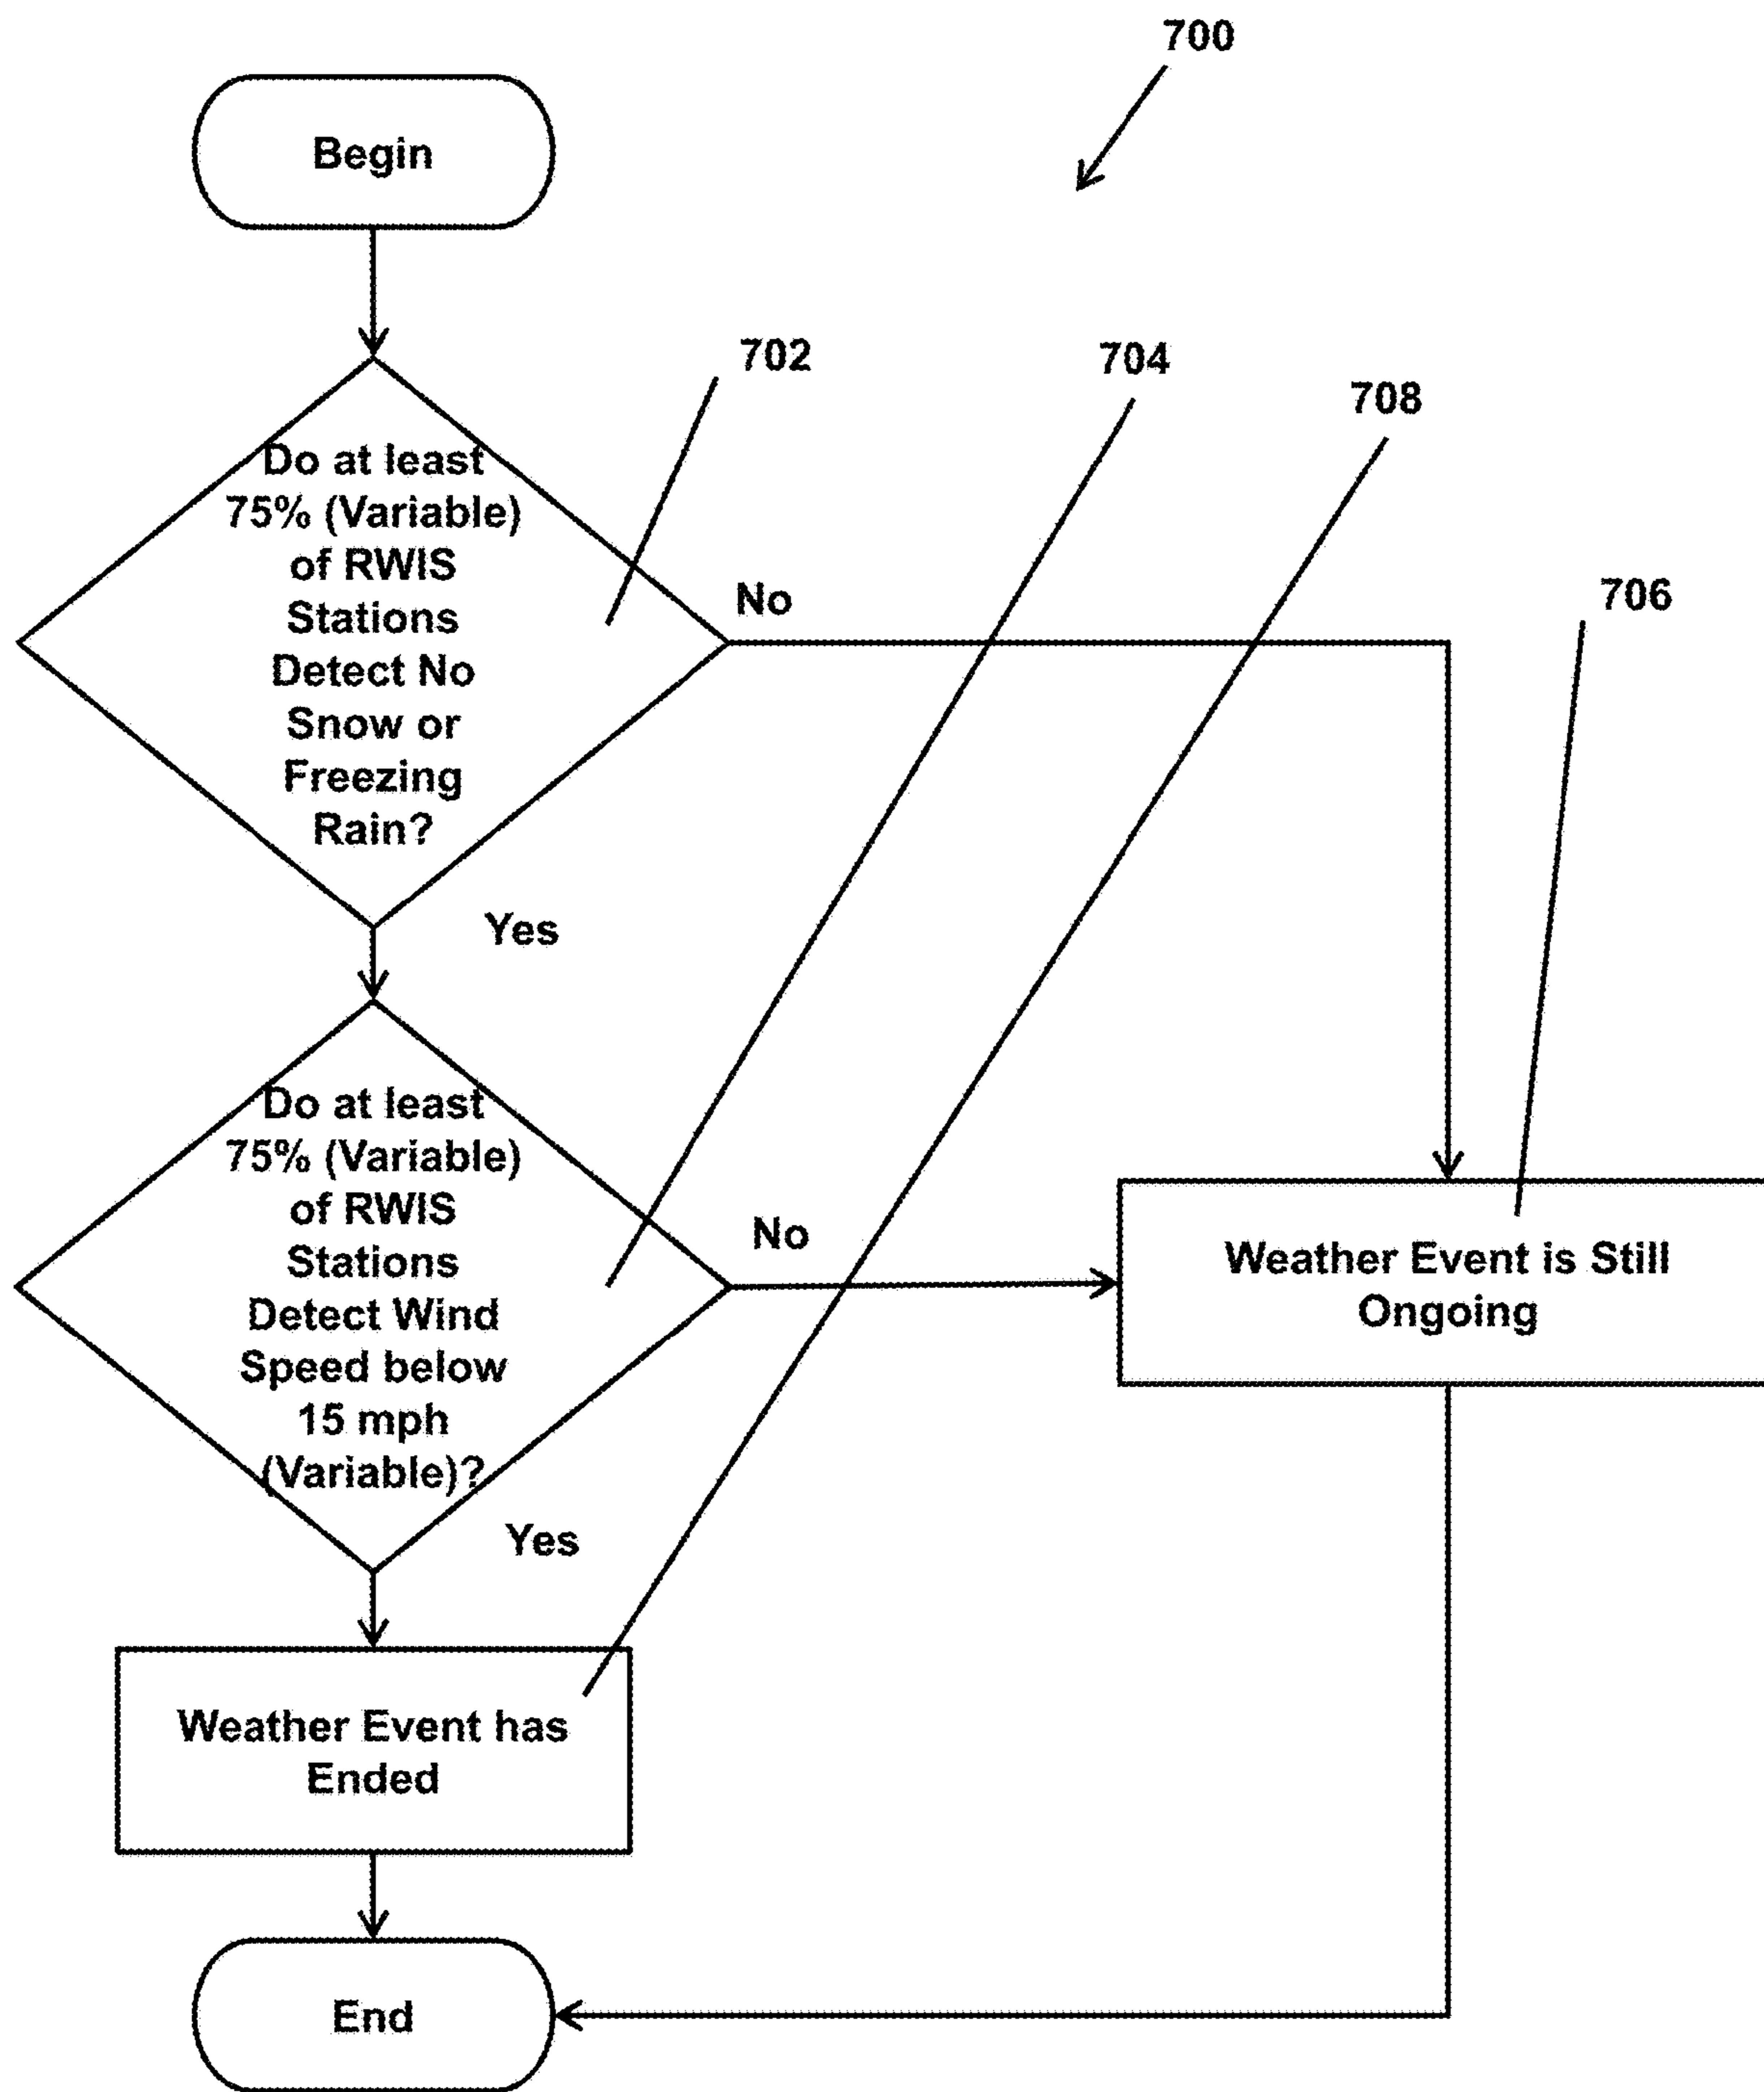 700
Begin
702
704
708
Do at least
75% (Variable)
of RWIS
Stations
Detect No
Snow or
Freezing
Rain?
No
706
Yes
Do at least
75% (Variable)
of RWIS
Stations
Detect Wind
Speed below
15 mph
(Variable)?
No
Weather Event is Still
Ongoing
Yes
Weather Event has
Ended
End